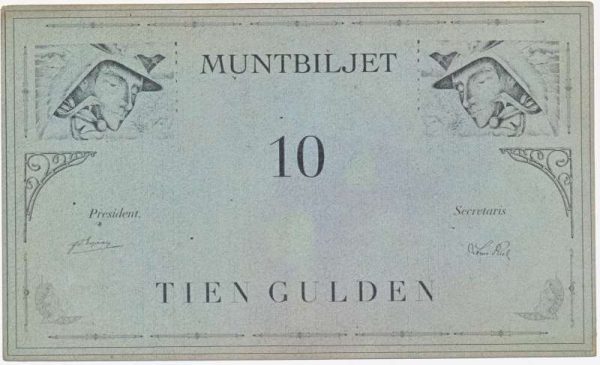 MUNTBILJET
10
President.
Secretaris
TIEN GULDEN